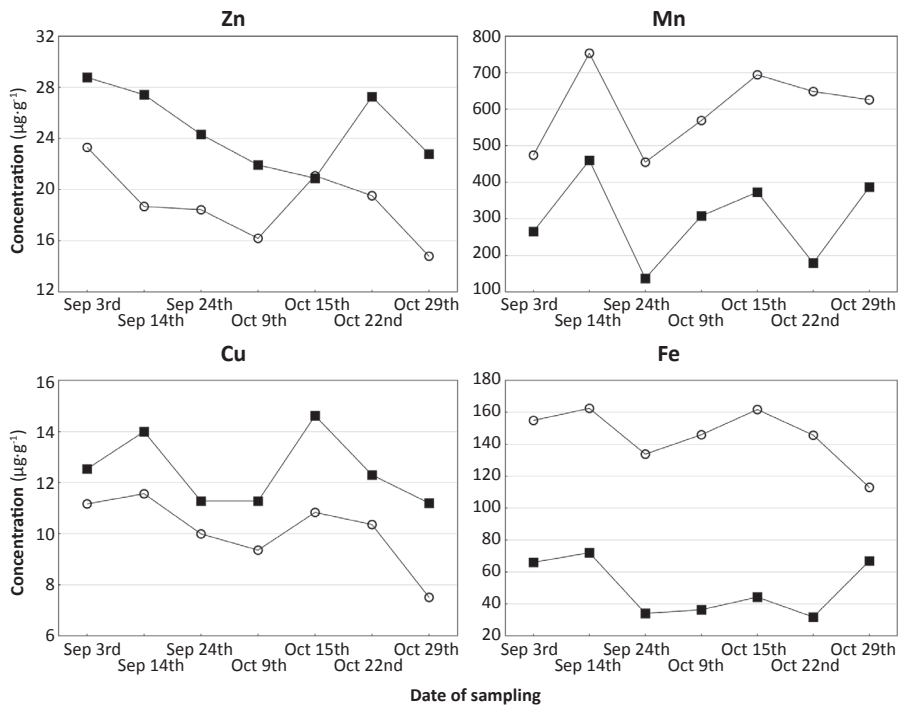 Zn
Mn
Concentration (µg·g⁻¹)
32
28
24
20
16
12
Sep 3rd
Sep 14th
Sep 24th
Oct 9th
Oct 15th
Oct 22nd
Oct 29th
800
700
600
500
400
300
200
100
Sep 3rd
Sep 14th
Sep 24th
Oct 9th
Oct 15th
Oct 22nd
Oct 29th
Cu
Fe
Concentration (µg·g⁻¹)
16
14
12
10
8
6
Sep 3rd
Sep 14th
Sep 24th
Oct 9th
Oct 15th
Oct 22nd
Oct 29th
180
160
140
120
100
80
60
40
20
Sep 3rd
Sep 14th
Sep 24th
Oct 9th
Oct 15th
Oct 22nd
Oct 29th
Date of sampling